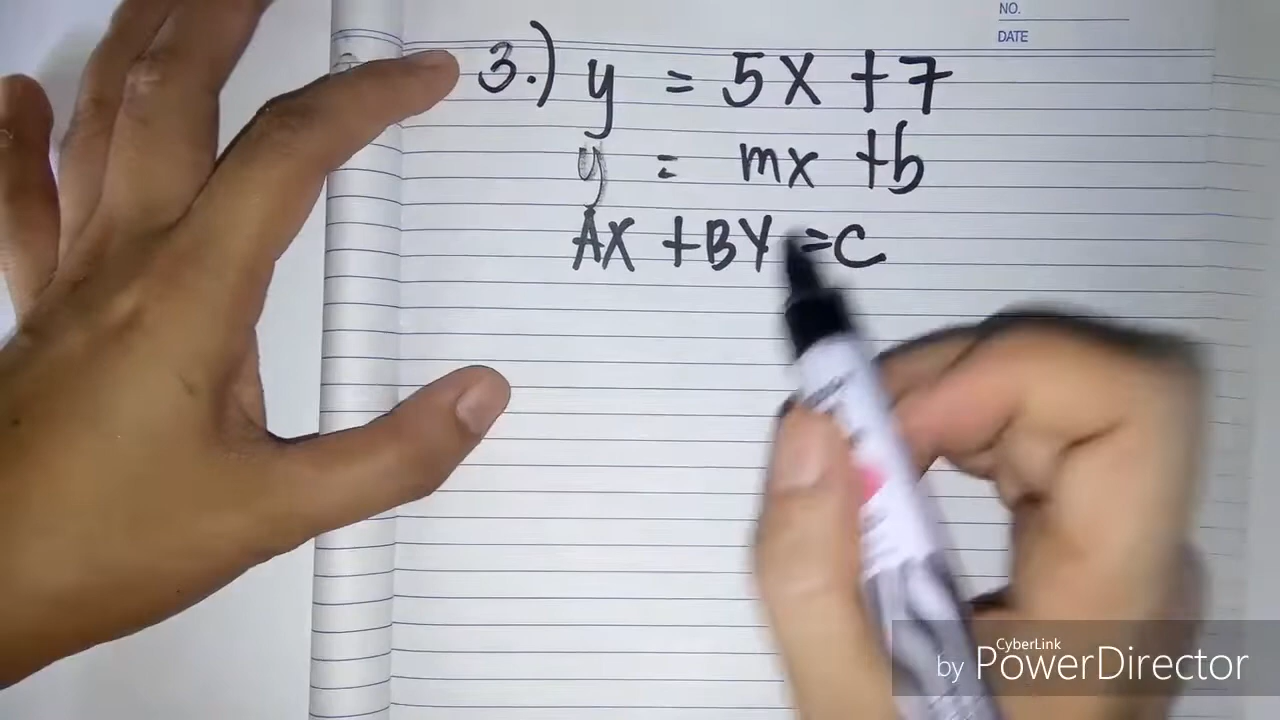 NO.
DATE
3.) y = 5X + 7
y = mx + b
AX + BY = C
CyberLink
by PowerDirector